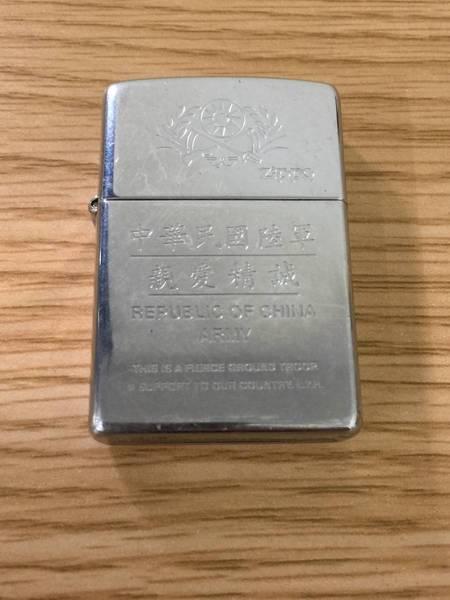 Zippo
中華民國陸軍
親愛精誠
REPUBLIC OF CHINA
ARMY
THIS IS A FIERCE GROUND TROOP
SUPPORT TO OUR COUNTRY